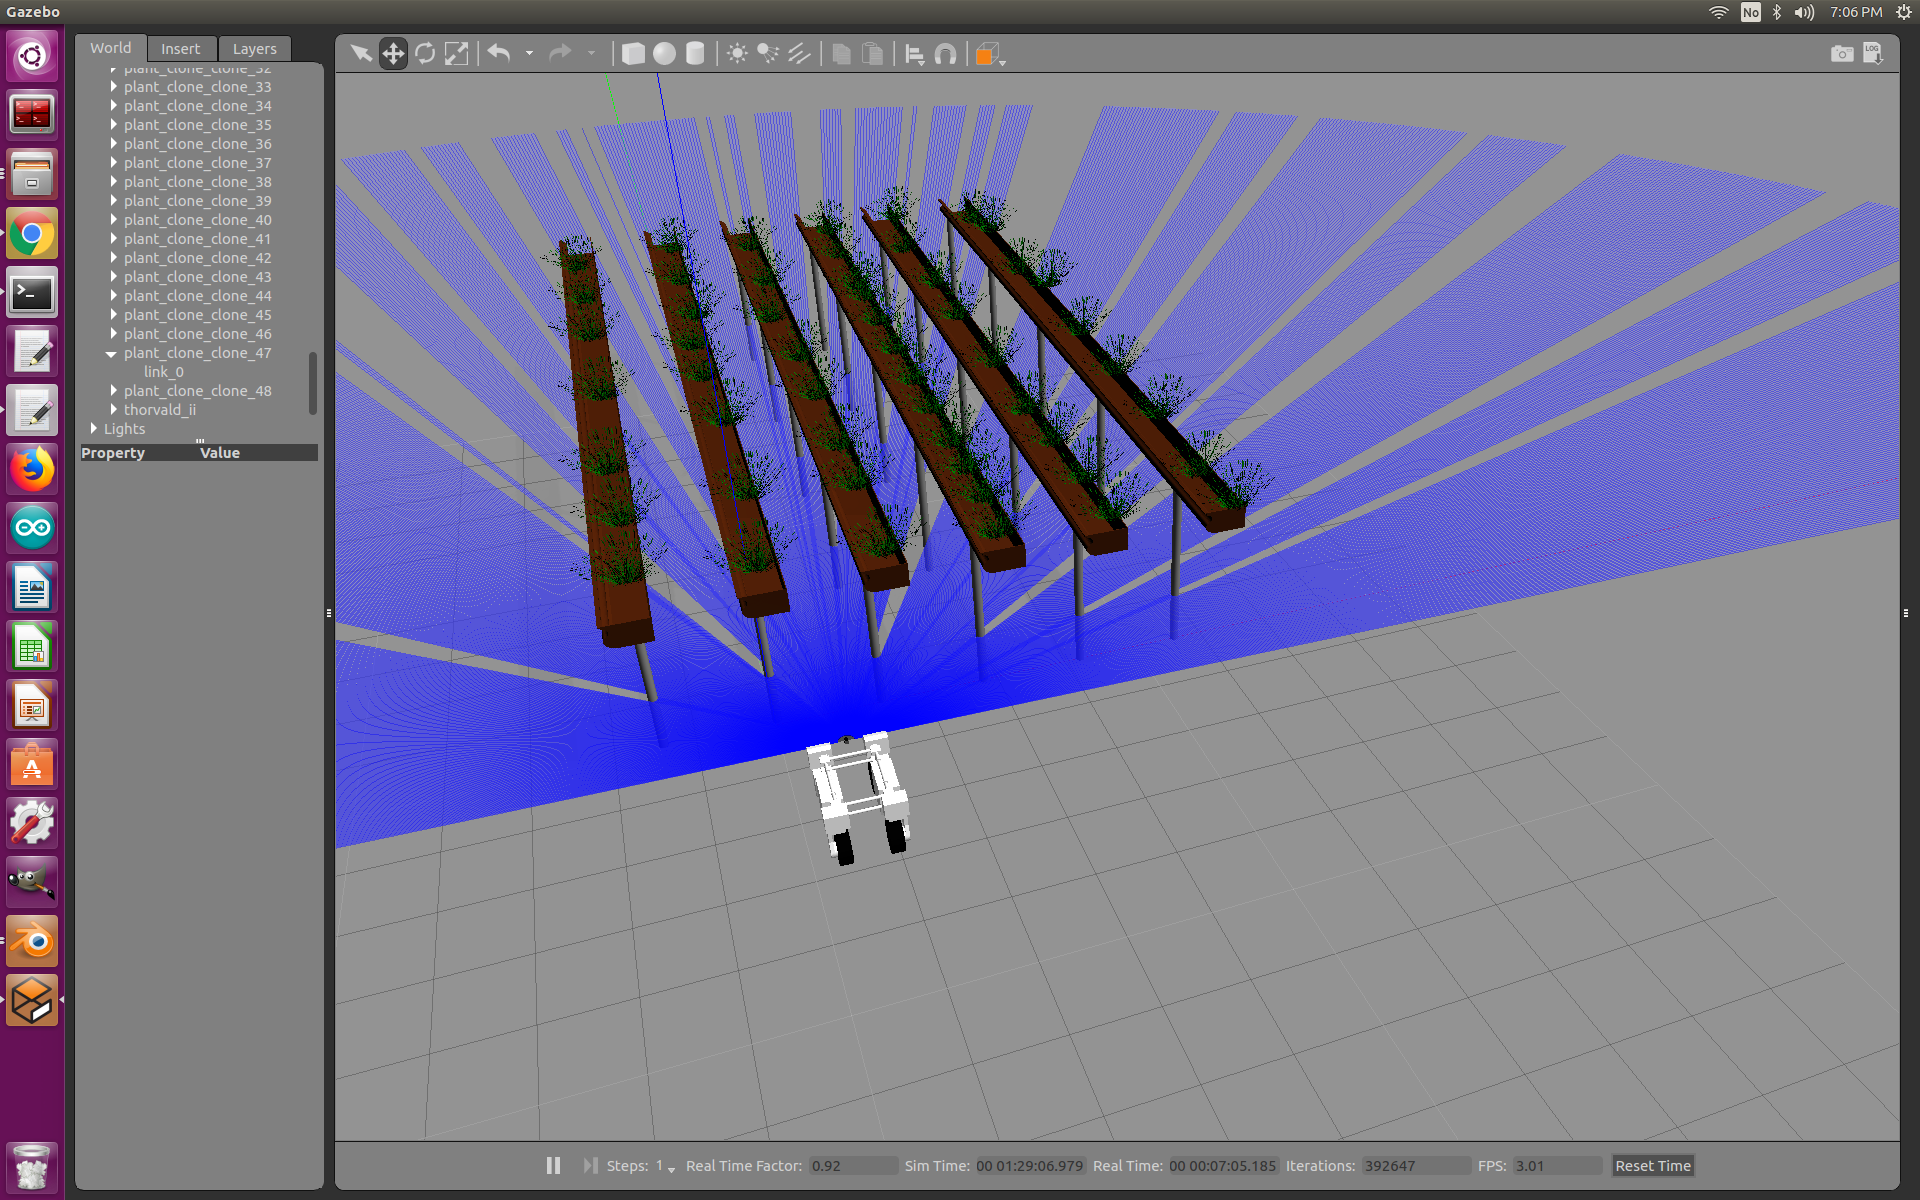 Gazebo
No
7:06 PM
World Insert Layers
LOG
plant_clone_clone_32
plant_clone_clone_33
plant_clone_clone_34
plant_clone_clone_35
plant_clone_clone_36
plant_clone_clone_37
plant_clone_clone_38
plant_clone_clone_39
plant_clone_clone_40
plant_clone_clone_41
plant_clone_clone_42
plant_clone_clone_43
plant_clone_clone_44
plant_clone_clone_45
plant_clone_clone_46
plant_clone_clone_47
link_0
plant_clone_clone_48
thorvald_ii
Lights
Property Value
Steps: 1 Real Time Factor: 0.92 Sim Time: 00 01:29:06.979 Real Time: 00 00:07:05.185 Iterations: 392647 FPS: 3.01 Reset Time